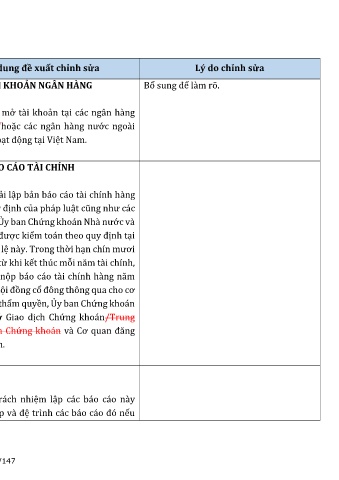 dung đề xuất chỉnh sửa
Lý do chỉnh sửa
KHOẢN NGÂN HÀNG
Bổ sung để làm rõ.
mở tài khoản tại các ngân hàng
/hoặc các ngân hàng nước ngoài
ạt động tại Việt Nam.
O CÁO TÀI CHÍNH
ải lập bản báo cáo tài chính hàng
định của pháp luật cũng như các
Ủy ban Chứng khoán Nhà nước và
được kiểm toán theo quy định tại
lệ này. Trong thời hạn chín mươi
từ khi kết thúc mỗi năm tài chính,
nộp báo cáo tài chính hàng năm
ội đồng cổ đông thông qua cho cơ
thẩm quyền, Ủy ban Chứng khoán
Giao dịch Chứng khoán/Trung
Chứng khoán và Cơ quan đăng
rách nhiệm lập các báo cáo này
p và đệ trình các báo cáo đó nếu
/147